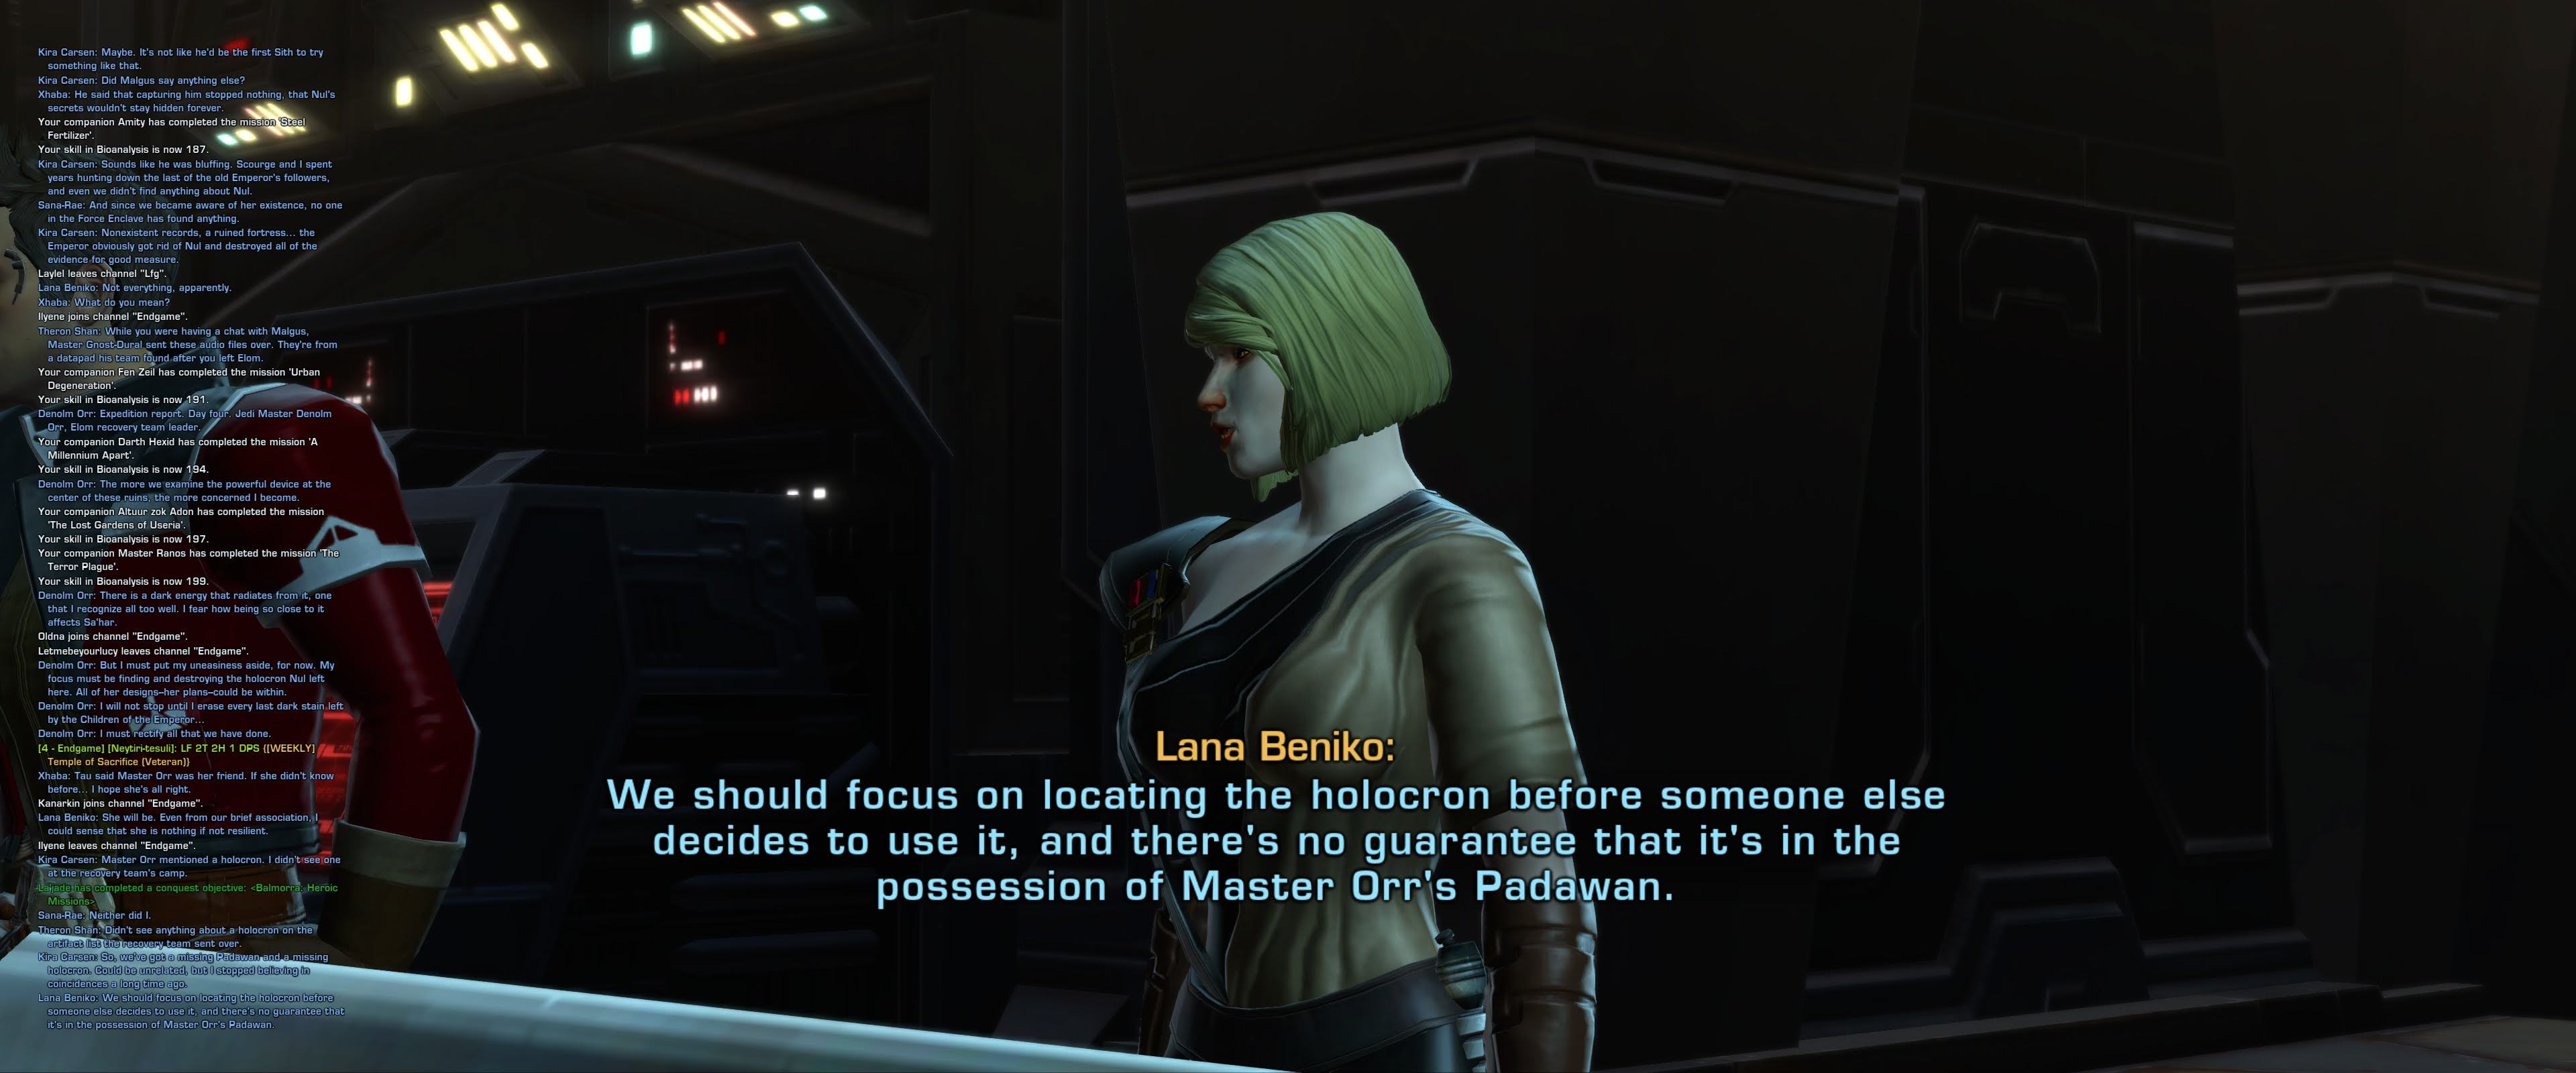 Kira Carsen: Maybe. It's not like he'd be the first Sith to try
something like that.
Kira Carsen: Did Malgus say anything else?
Xhaba: He said that capturing him stopped nothing, that Nul's
secrets wouldn't stay hidden forever.
Your companion Amity has completed the mission 'Steel
Fertilizer'.
Your skill in Bioanalysis is now 187.
Kira Carsen: Sounds like he was bluffing. Scourge and I spent
years hunting down the last of the old Emperor's followers,
and even we didn't find anything about Nul.
Sana-Rae: And since we became aware of her existence, no one
in the Force Enclave has found anything.
Kira Carsen: Nonexistent records, a ruined fortress... the
Emperor obviously got rid of Nul and destroyed all of the
evidence for good measure.
Laylel leaves channel "Lfg".
Lana Beniko: Not everything, apparently.
Xhaba: What do you mean?
Ilyene joins channel "Endgame".
Theron Shan: While you were having a chat with Malgus,
Master Gnost-Dural sent these audio files over. They're from
a datapad his team found after you left Elom.
Your companion Fen Zeil has completed the mission 'Urban
Degeneration'.
Your skill in Bioanalysis is now 191.
Denolm Orr: Expedition report. Day four. Jedi Master Denolm
Orr, Elom recovery team leader.
Your companion Darth Hexid has completed the mission 'A
Millennium Apart'.
Your skill in Bioanalysis is now 194.
Denolm Orr: The more we examine the powerful device at the
center of these ruins, the more concerned I become.
Your companion Altuur zok Adon has completed the mission
'The Lost Gardens of Useria'.
Your skill in Bioanalysis is now 197.
Your companion Master Ranos has completed the mission 'The
Terror Plague'.
Your skill in Bioanalysis is now 199.
Denolm Orr: There is a dark energy that radiates from it, one
that I recognize all too well. I fear how being so close to it
affects Sa'har.
Oldna joins channel "Endgame".
Letmebeyourlucy leaves channel "Endgame".
Denolm Orr: But I must put my uneasiness aside, for now. My
focus must be finding and destroying the holocron Nul left
here. All of her designs—her plans—could be within.
Denolm Orr: I will not stop until I erase every last dark stain left
by the Children of the Emperor...
Denolm Orr: I must rectify all that we have done.
[4 - Endgame] [Neytiri-tesuli]: LF 2T 2H 1 DPS {[WEEKLY]
Temple of Sacrifice (Veteran)}
Xhaba: Tau said Master Orr was her friend. If she didn't know
before... I hope she's all right.
Kanarkin joins channel "Endgame".
Lana Beniko: She will be. Even from our brief association, I
could sense that she is nothing if not resilient.
Ilyene leaves channel "Endgame".
Kira Carsen: Master Orr mentioned a holocron. I didn't see one
at the recovery team's camp.
La'jade has completed a conquest objective: <Balmorra: Heroic
Missions>
Sana-Rae: Neither did I.
Theron Shan: Didn't see anything about a holocron on the
artifact list the recovery team sent over.
Kira Carsen: So, we've got a missing Padawan and a missing
holocron. Could be unrelated, but I stopped believing in
coincidences a long time ago.
Lana Beniko: We should focus on locating the holocron before
someone else decides to use it, and there's no guarantee that
it's in the possession of Master Orr's Padawan.
Lana Beniko:
We should focus on locating the holocron before someone else
decides to use it, and there's no guarantee that it's in the
possession of Master Orr's Padawan.